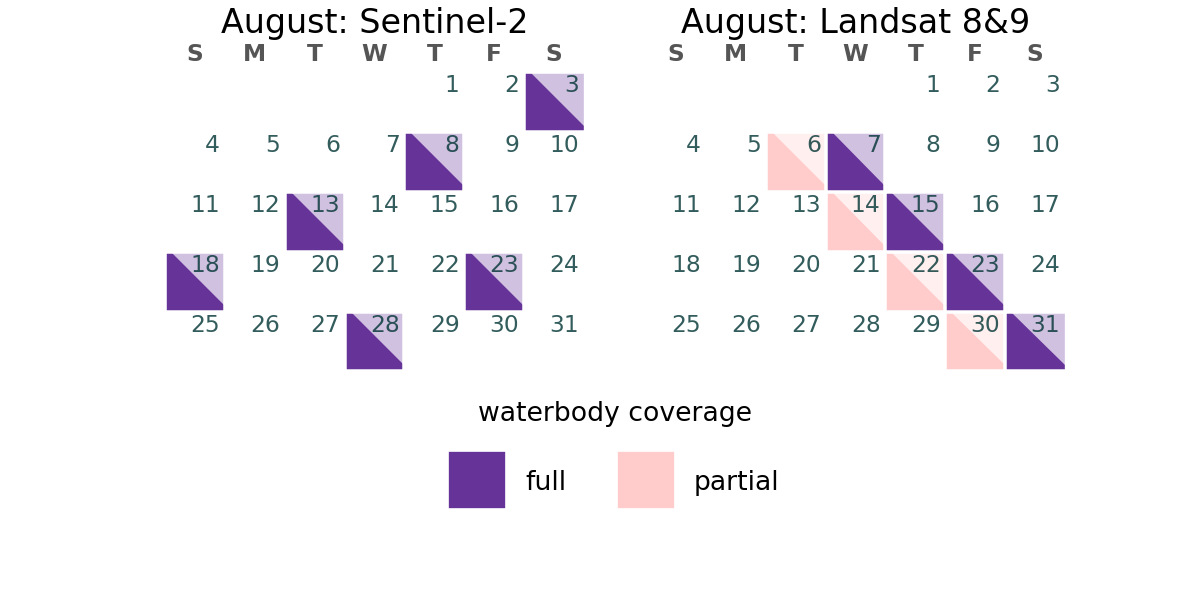 August: Sentinel-2
S M T W T F S
1 2 3
4 5 6 7 8 9 10
11 12 13 14 15 16 17
18 19 20 21 22 23 24
25 26 27 28 29 30 31
August: Landsat 8&9
S M T W T F S
1 2 3
4 5 6 7 8 9 10
11 12 13 14 15 16 17
18 19 20 21 22 23 24
25 26 27 28 29 30 31
waterbody coverage
full partial